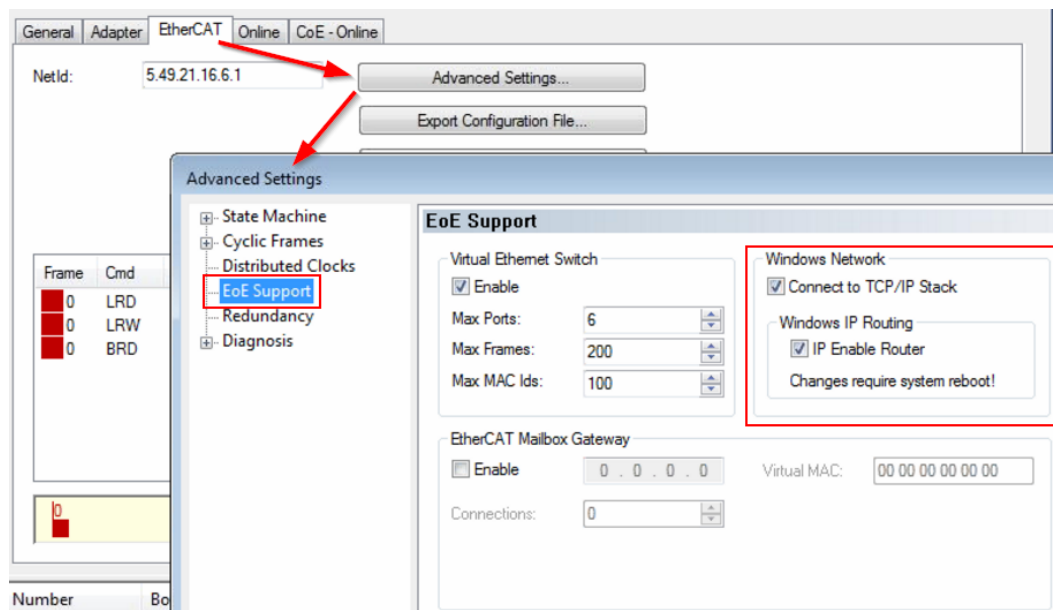 General Adapter EtherCAT Online CoE - Online
NetId: 5.49.21.16.6.1 Advanced Settings...
Export Configuration File...
Advanced Settings
State Machine
Cyclic Frames
Distributed Clocks
EoE Support
Redundancy
Diagnosis
EoE Support
Virtual Ethernet Switch
Enable
Max Ports: 6
Max Frames: 200
Max MAC Ids: 100
Windows Network
Connect to TCP/IP Stack
Windows IP Routing
IP Enable Router
Changes require system reboot!
EtherCAT Mailbox Gateway
Enable 0 . 0 . 0 . 0 Virtual MAC: 00 00 00 00 00 00
Connections: 0
Frame Cmd
0 LRD
0 LRW
0 BRD
0
Number Bo